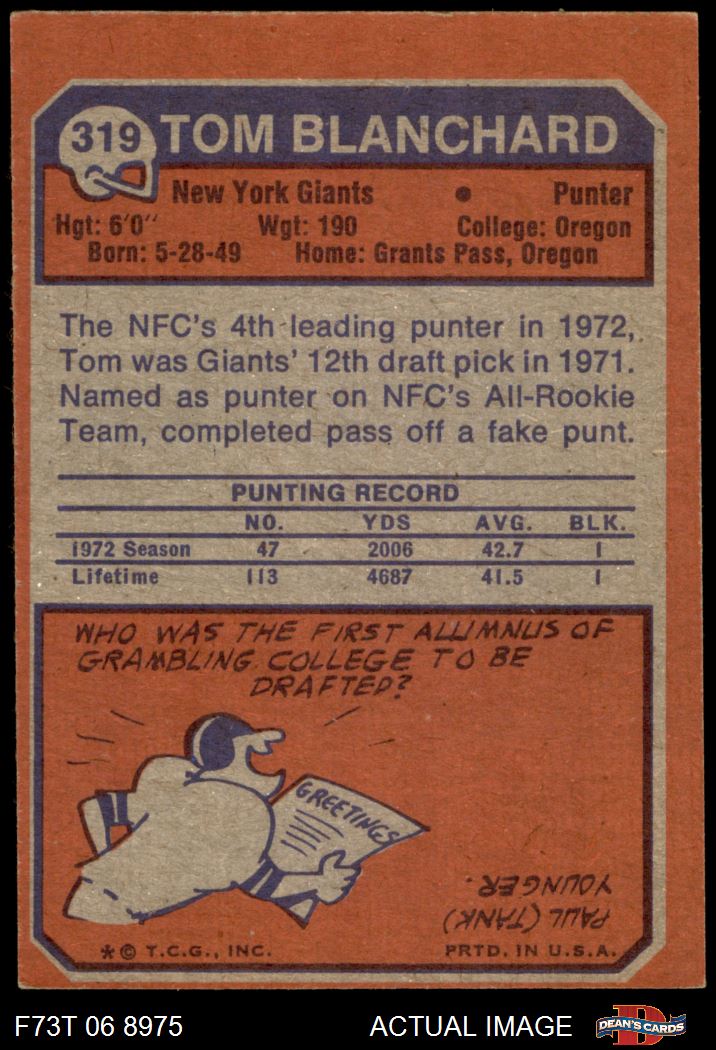 319 TOM BLANCHARD
New York Giants • Punter
Hgt: 6'0" Wgt: 190 College: Oregon
Born: 5-28-49 Home: Grants Pass, Oregon
The NFC's 4th leading punter in 1972,
Tom was Giants' 12th draft pick in 1971.
Named as punter on NFC's All-Rookie
Team, completed pass off a fake punt.
PUNTING RECORD
NO. YDS AVG. BLK.
1972 Season 47 2006 42.7 1
Lifetime 113 4687 41.5 1
WHO WAS THE FIRST ALUMNUS OF
GRAMBLING COLLEGE TO BE
DRAFTED?
GREETINGS
PAUL (TANK)
YOUNGER.
* © T.C.G., INC. PRTD. IN U.S.A.
F73T 06 8975 ACTUAL IMAGE D DEAN'S CARDS